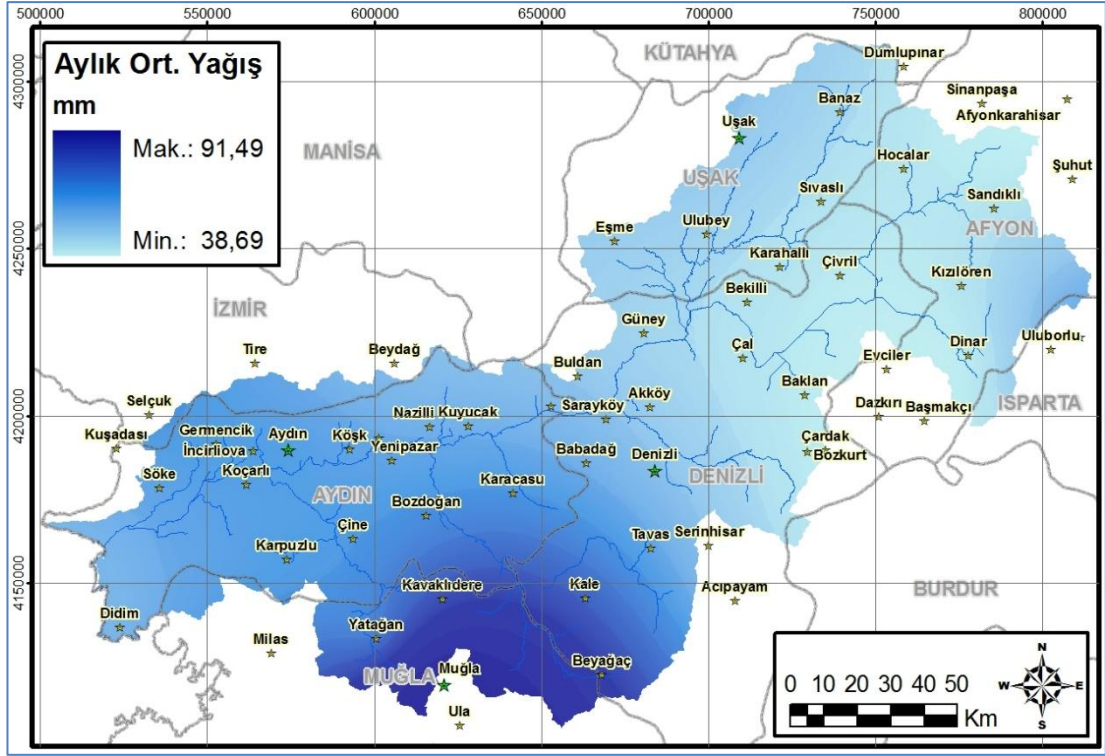 500000 550000 600000 650000 700000 750000 800000
Aylık Ort. Yağış
mm
Mak.: 91,49
Min.: 38,69
4300000
4250000
4200000
4150000
KÜTAHYA
Dumlupınar
Sinanpaşa
Afyonkarahisar
Banaz
Uşak
MANİSA
Hocalar
Şuhut
UŞAK
Sıvaslı
Sandıklı
AFYON
Eşme
Ulubey
Karahallı
Çivril
Kızılören
Bekilli
İZMİR
Güney
Çal
Dinar
Uluborlu
Tire
Beydağ
Buldan
Evciler
Baklan
Selçuk
Akköy
Sarayköy
Dazkırı
Başmakçı
ISPARTA
Kuşadası
Germencik
Aydın
Köşk
Nazilli
Kuyucak
İncirliova
Yenipazar
Babadağ
Denizli
Çardak
Bozkurt
Söke
Koçarlı
AYDIN
Karacasu
DENİZLİ
Bozdoğan
Çine
Tavas
Serinhisar
Karpuzlu
Kavaklıdere
Kale
Acıpayam
BURDUR
Didim
Yatağan
Milas
MUĞLA
Muğla
Beyağaç
Ula
N
W
E
S
0 10 20 30 40 50
Km